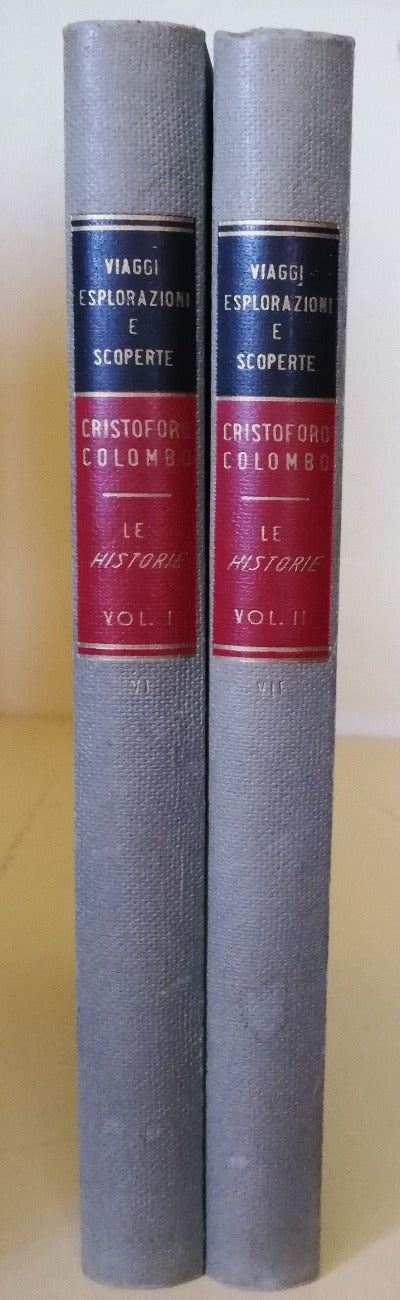 VIAGGI
ESPLORAZIONI
E
SCOPERTE
CRISTOFORO
COLOMBO
LE
HISTORIE
VOL. I
VI
VIAGGI
ESPLORAZIONI
E
SCOPERTE
CRISTOFORO
COLOMBO
LE
HISTORIE
VOL. II
VII